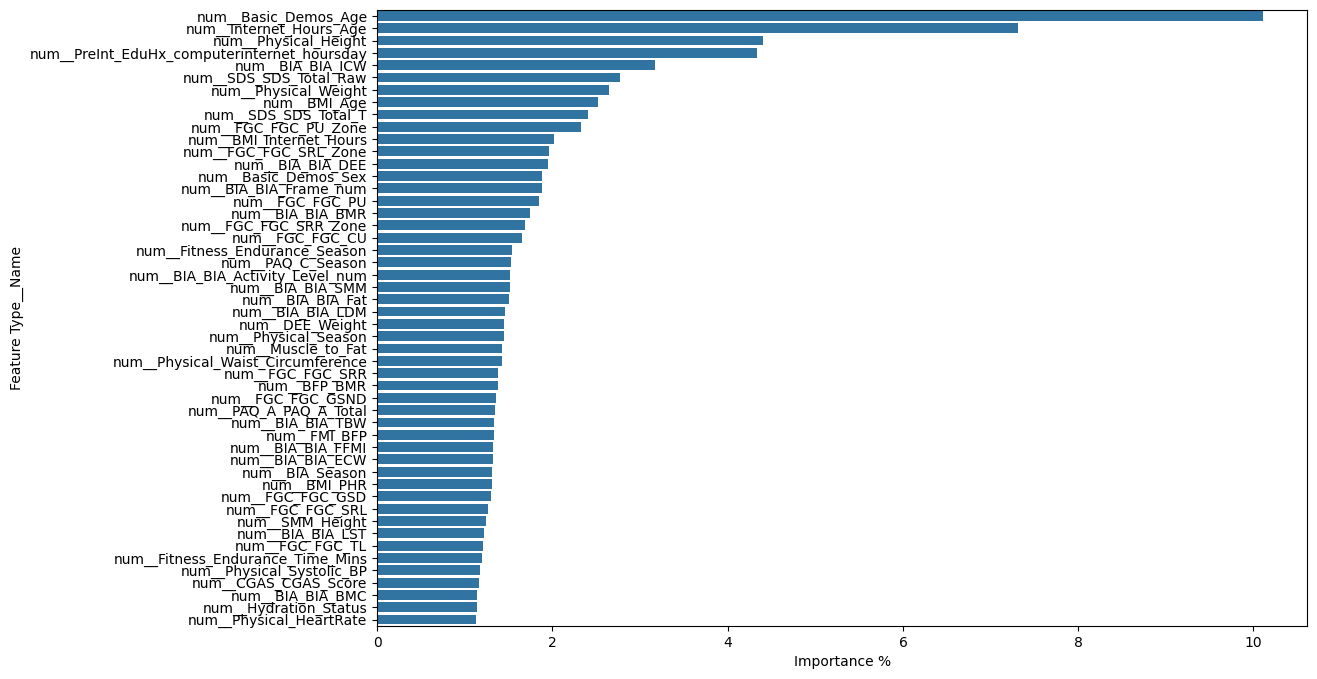 num__Basic_Demos_Age
num__Internet_Hours_Age
num__Physical_Height
num__PreInt_EduHx_computerinternet_hoursday
num__BIA_BIA_ICW
num__SDS_SDS_Total_Raw
num__Physical_Weight
num__BMI_Age
num__SDS_SDS_Total_T
num__FGC_FGC_PU_Zone
num__BMI_Internet_Hours
num__FGC_FGC_SRL_Zone
num__BIA_BIA_DEE
num__Basic_Demos_Sex
num__BIA_BIA_Frame_num
num__FGC_FGC_PU
num__BIA_BIA_BMR
num__FGC_FGC_SRR_Zone
num__FGC_FGC_CU
num__Fitness_Endurance_Season
num__PAQ_C_Season
num__BIA_BIA_Activity_Level_num
num__BIA_BIA_SMM
num__BIA_BIA_Fat
num__BIA_BIA_LDM
num__DEE_Weight
num__Physical_Season
num__Muscle_to_Fat
num__Physical_Waist_Circumference
num__FGC_FGC_SRR
num__BFP_BMR
num__FGC_FGC_GSND
num__PAQ_A_PAQ_A_Total
num__BIA_BIA_TBW
num__FMI_BFP
num__BIA_BIA_FFMI
num__BIA_BIA_ECW
num__BIA_Season
num__BMI_PHR
num__FGC_FGC_GSD
num__FGC_FGC_SRL
num__SMM_Height
num__BIA_BIA_LST
num__FGC_FGC_TL
num__Fitness_Endurance_Time_Mins
num__Physical_Systolic_BP
num__CGAS_CGAS_Score
num__BIA_BIA_BMC
num__Hydration_Status
num__Physical_HeartRate
Feature Type__Name
0 2 4 6 8 10
Importance %